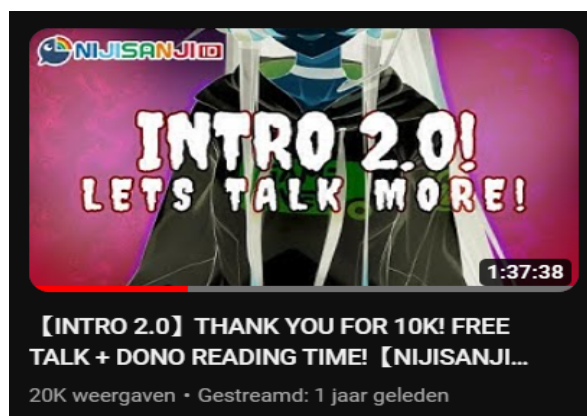 NIJISANJI ID
INTRO 2.0!
LETS TALK MORE!
1:37:38
【INTRO 2.0】THANK YOU FOR 10K! FREE
TALK + DONO READING TIME!【NIJISANJI...
20K weergaven • Gestreamd: 1 jaar geleden